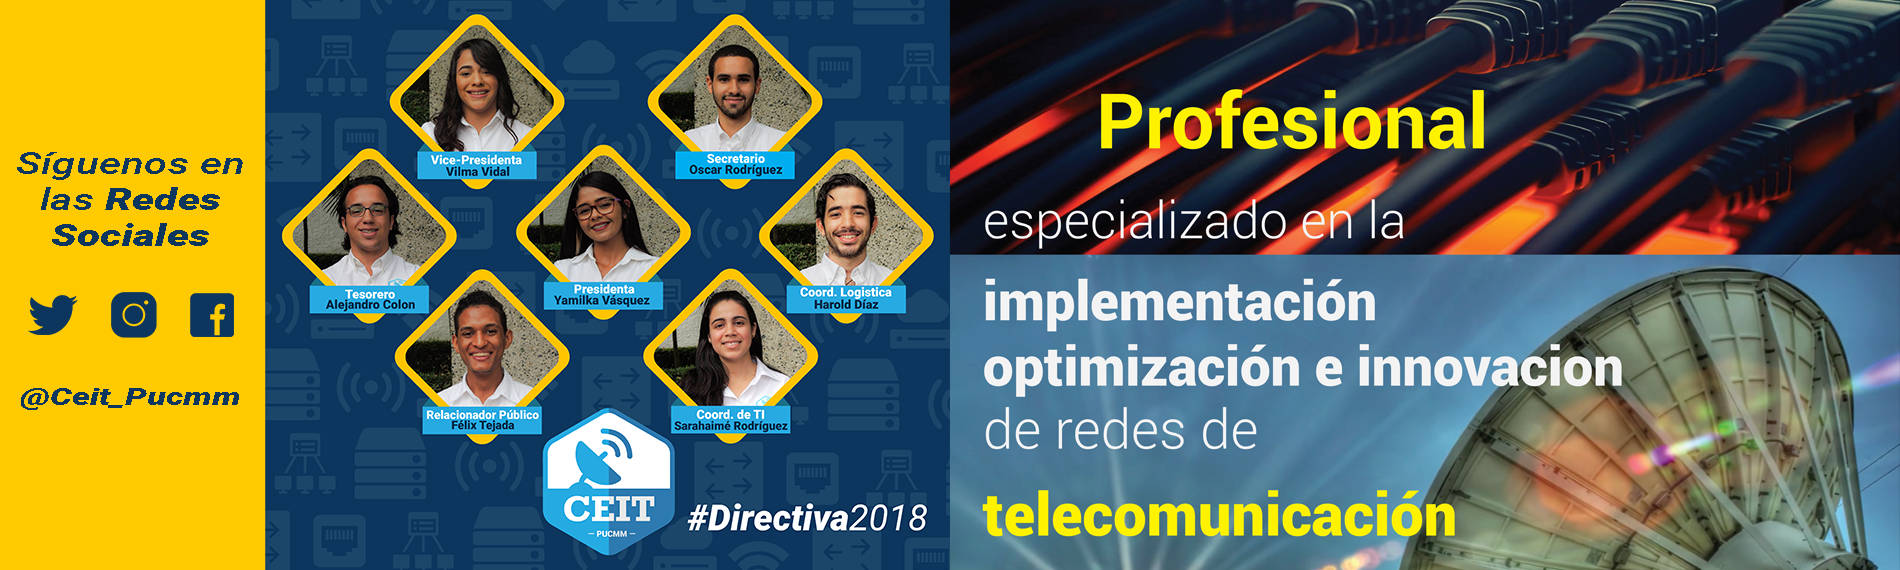 Síguenos en
las Redes
Sociales
@Ceit_Pucmm
Vice-Presidenta
Vilma Vidal
Secretario
Oscar Rodríguez
Tesorero
Alejandro Colon
Presidenta
Yamilka Vásquez
Coord. Logistica
Harold Díaz
Relacionador Público
Félix Tejada
Coord. de TI
Sarahaimé Rodríguez
CEIT
PUCMM
#Directiva2018
Profesional
especializado en la
implementación
optimización e innovacion
de redes de
telecomunicación